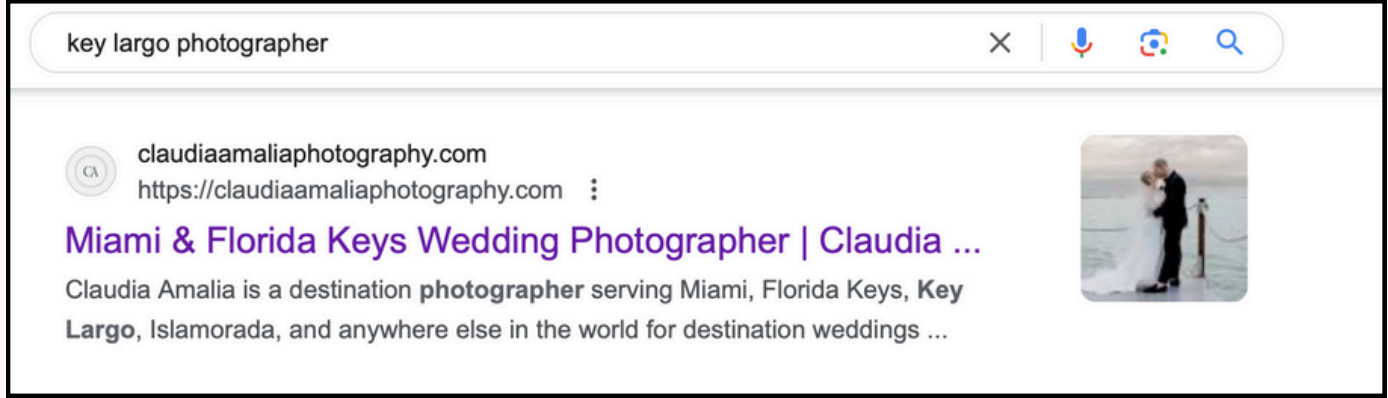 key largo photographer
CA
claudiaamaliaphotography.com
https://claudiaamaliaphotography.com
Miami & Florida Keys Wedding Photographer | Claudia ...
Claudia Amalia is a destination photographer serving Miami, Florida Keys, Key
Largo, Islamorada, and anywhere else in the world for destination weddings ...